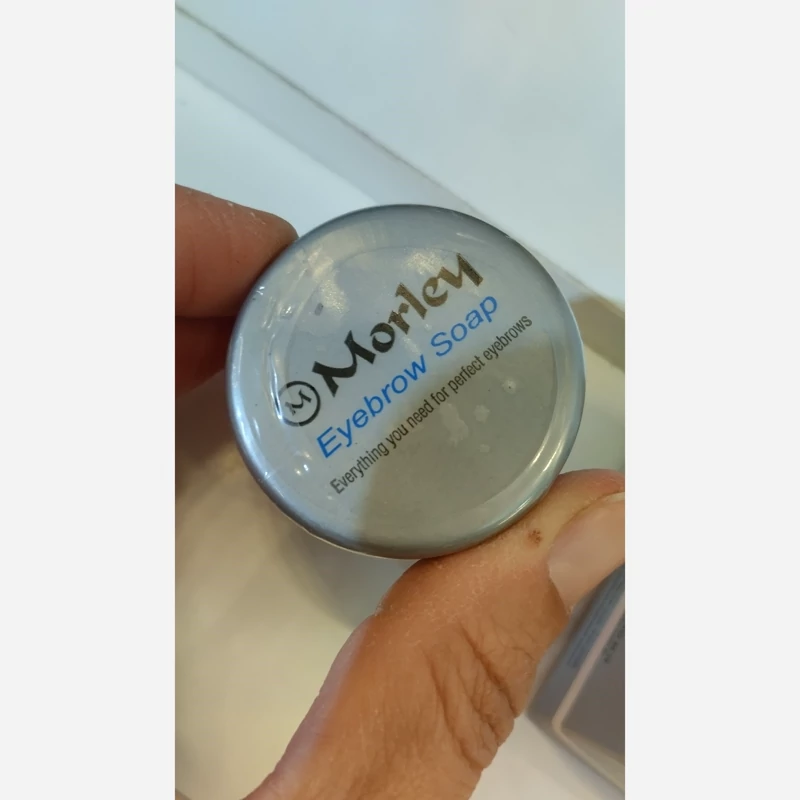 M Morley
Eyebrow Soap
Everything you need for perfect eyebrows